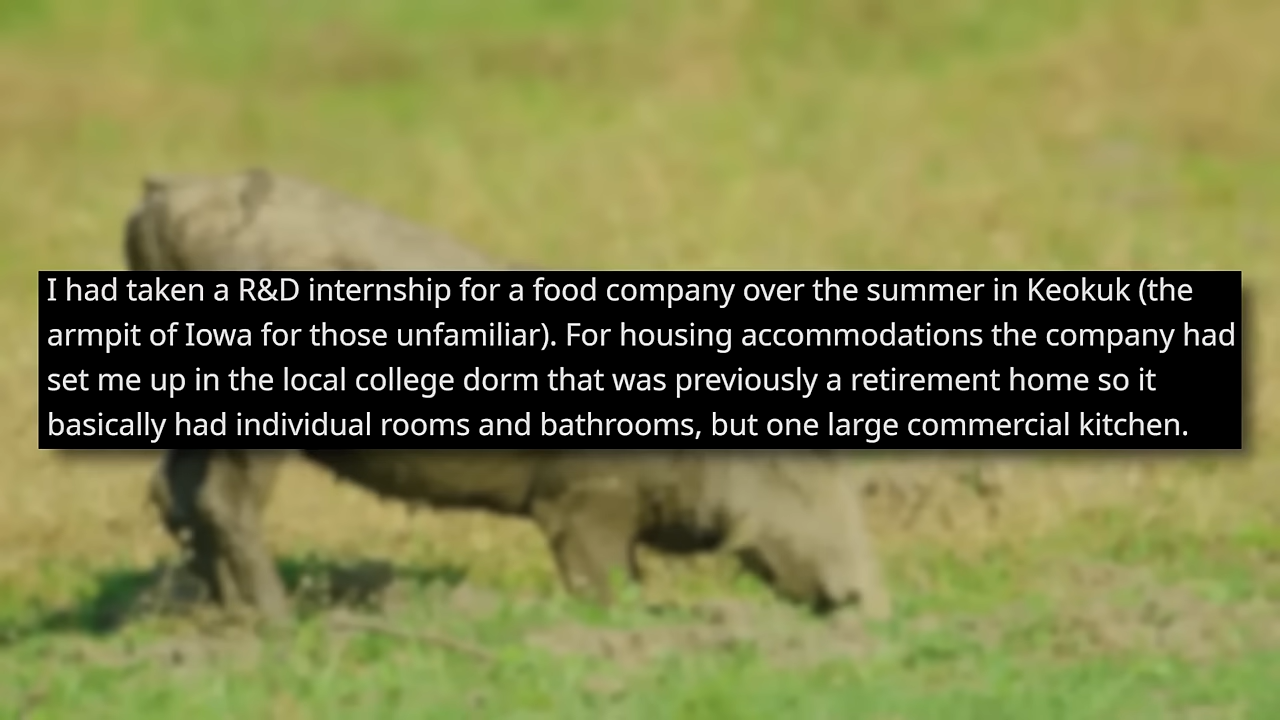 I had taken a R&D internship for a food company over the summer in Keokuk (the
armpit of Iowa for those unfamiliar). For housing accommodations the company had
set me up in the local college dorm that was previously a retirement home so it
basically had individual rooms and bathrooms, but one large commercial kitchen.